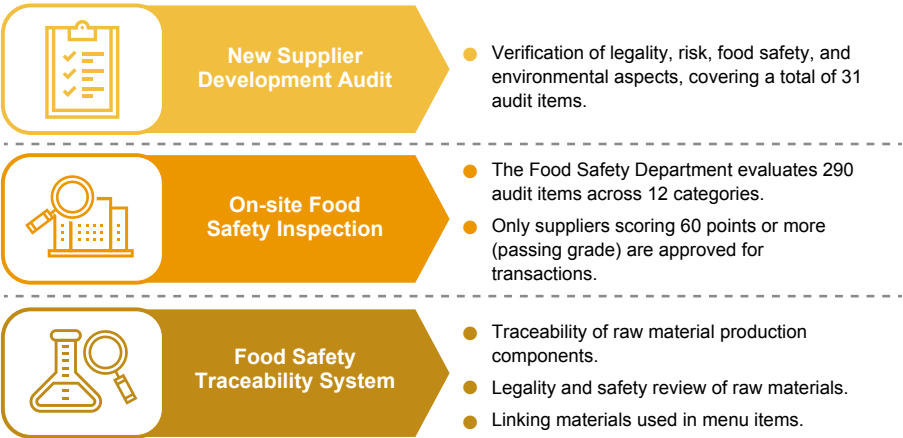 New Supplier
Development Audit
Verification of legality, risk, food safety, and
environmental aspects, covering a total of 31
audit items.
On-site Food
Safety Inspection
The Food Safety Department evaluates 290
audit items across 12 categories.
Only suppliers scoring 60 points or more
(passing grade) are approved for
transactions.
Food Safety
Traceability System
Traceability of raw material production
components.
Legality and safety review of raw materials.
Linking materials used in menu items.